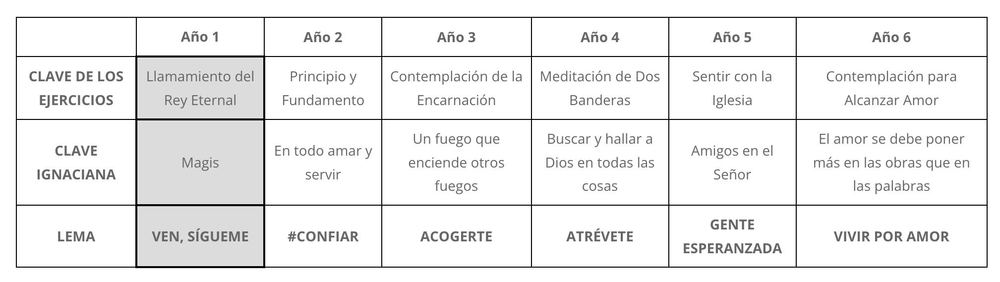 Año 1 Año 2 Año 3 Año 4 Año 5 Año 6
CLAVE DE LOS
EJERCICIOS
Llamamiento del
Rey Eternal
Principio y
Fundamento
Contemplación de la
Encarnación
Meditación de Dos
Banderas
Sentir con la
Iglesia
Contemplación para
Alcanzar Amor
CLAVE
IGNACIANA
Magis
En todo amar y
servir
Un fuego que
enciende otros
fuegos
Buscar y hallar a
Dios en todas las
cosas
Amigos en el
Señor
El amor se debe poner
más en las obras que en
las palabras
LEMA
VEN, SÍGUEME
#CONFIAR
ACOGERTE
ATRÉVETE
GENTE
ESPERANZADA
VIVIR POR AMOR